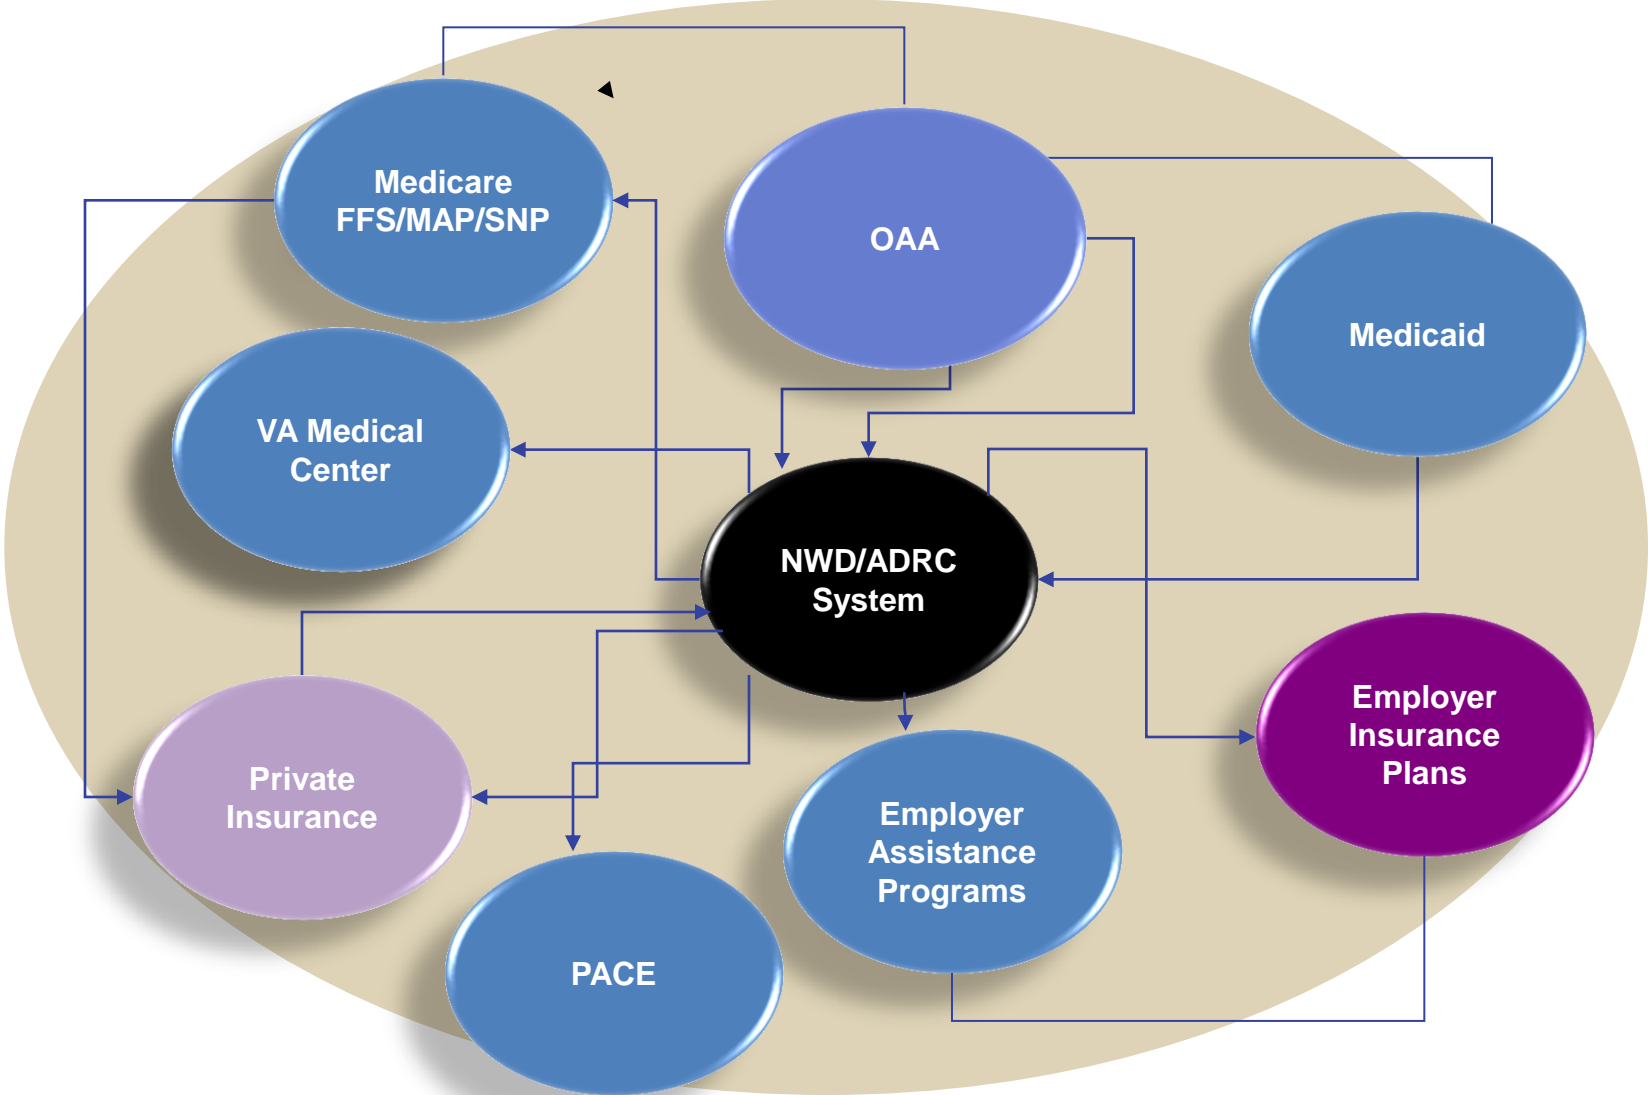 Medicare
FFS/MAP/SNP
OAA
Medicaid
VA Medical
Center
NWD/ADRC
System
Employer
Insurance
Plans
Private
Insurance
Employer
Assistance
Programs
PACE